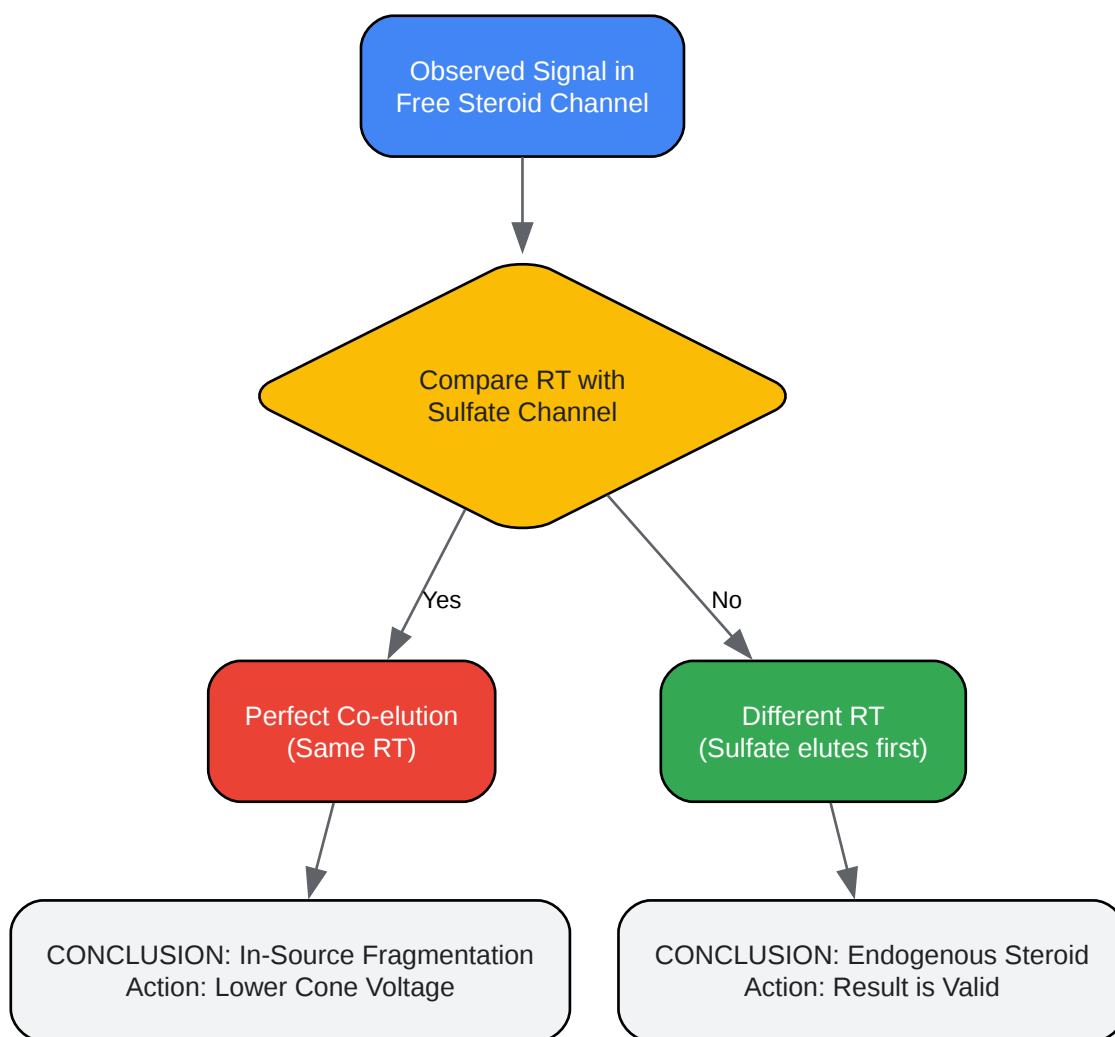 Observed Signal in
Free Steroid Channel
Compare RT with
Sulfate Channel
Yes
No
Perfect Co-elution
(Same RT)
Different RT
(Sulfate elutes first)
CONCLUSION: In-Source Fragmentation
Action: Lower Cone Voltage
CONCLUSION: Endogenous Steroid
Action: Result is Valid